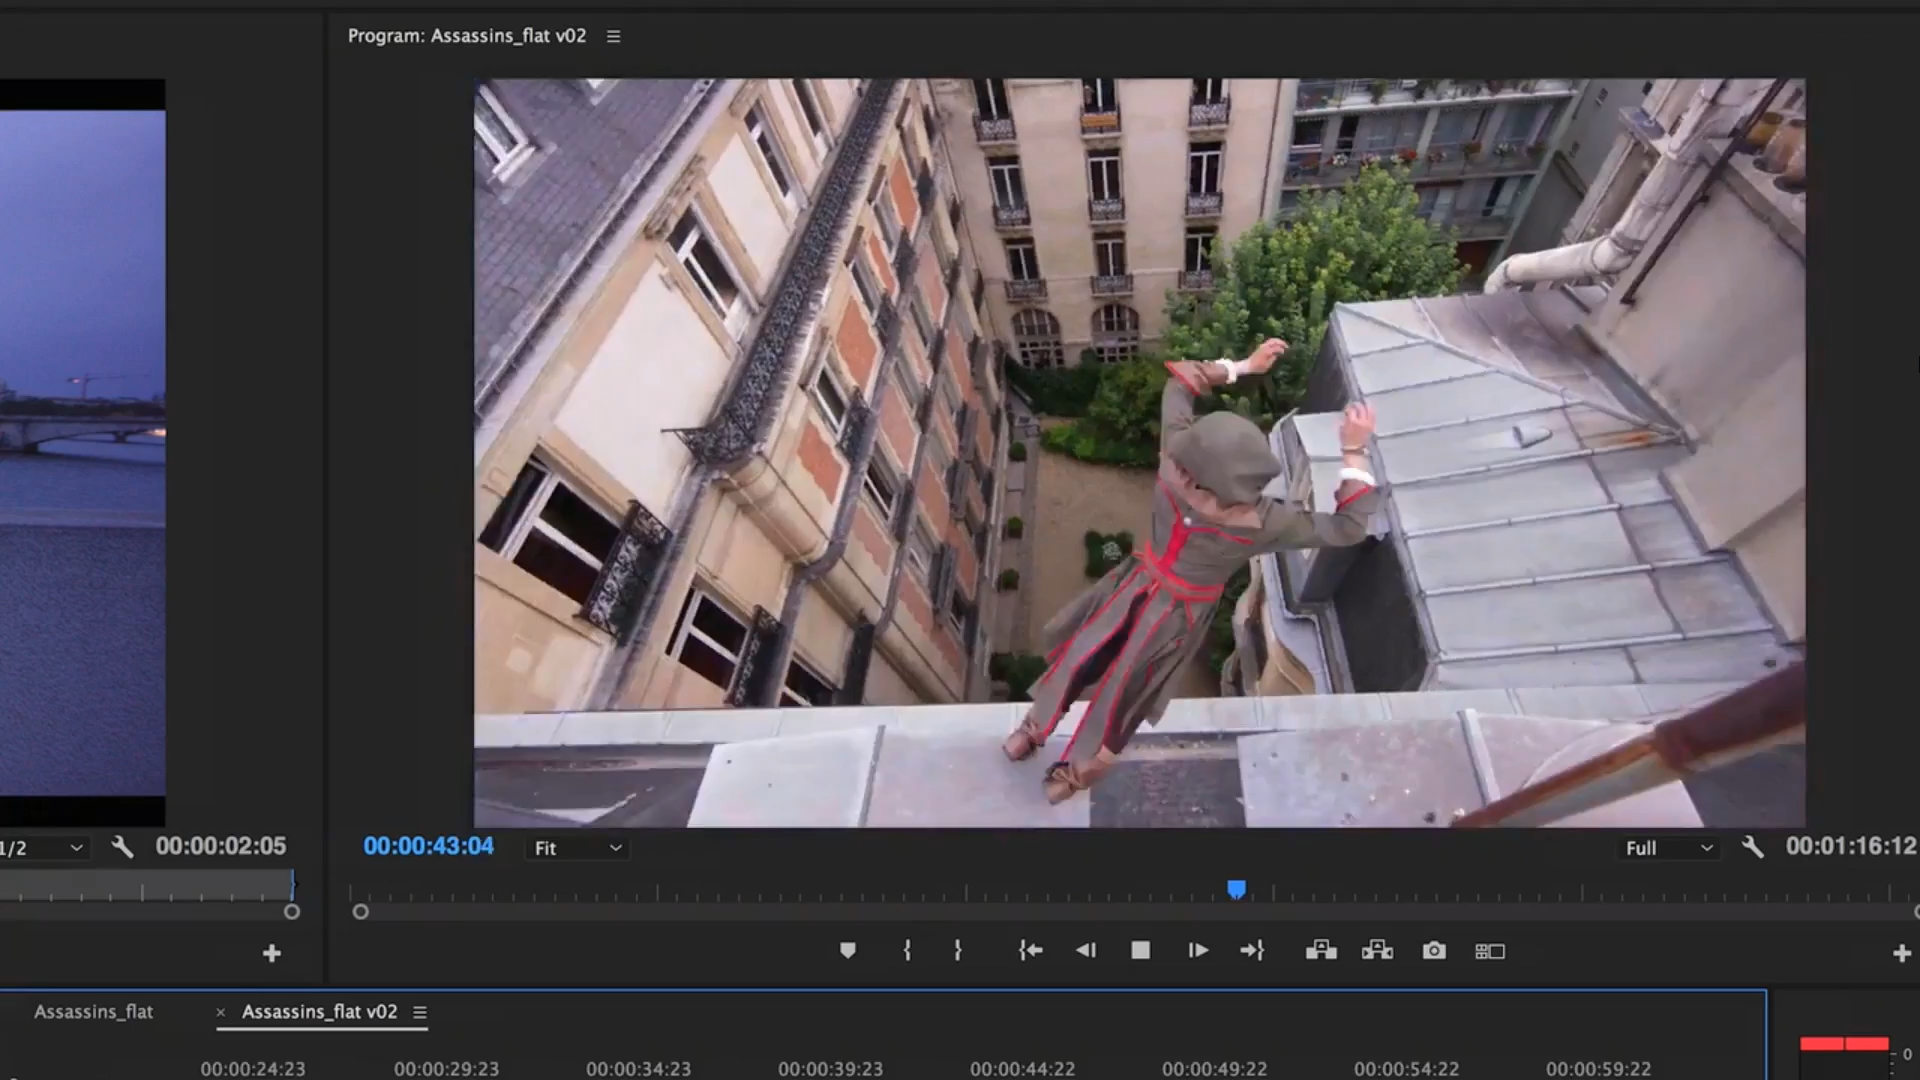 Program: Assassins_flat v02
1/2
00:00:02:05
00:00:43:04
Fit
Full
00:01:16:12
Assassins_flat
× Assassins_flat v02
00:00:24:23
00:00:29:23
00:00:34:23
00:00:39:23
00:00:44:22
00:00:49:22
00:00:54:22
00:00:59:22
0